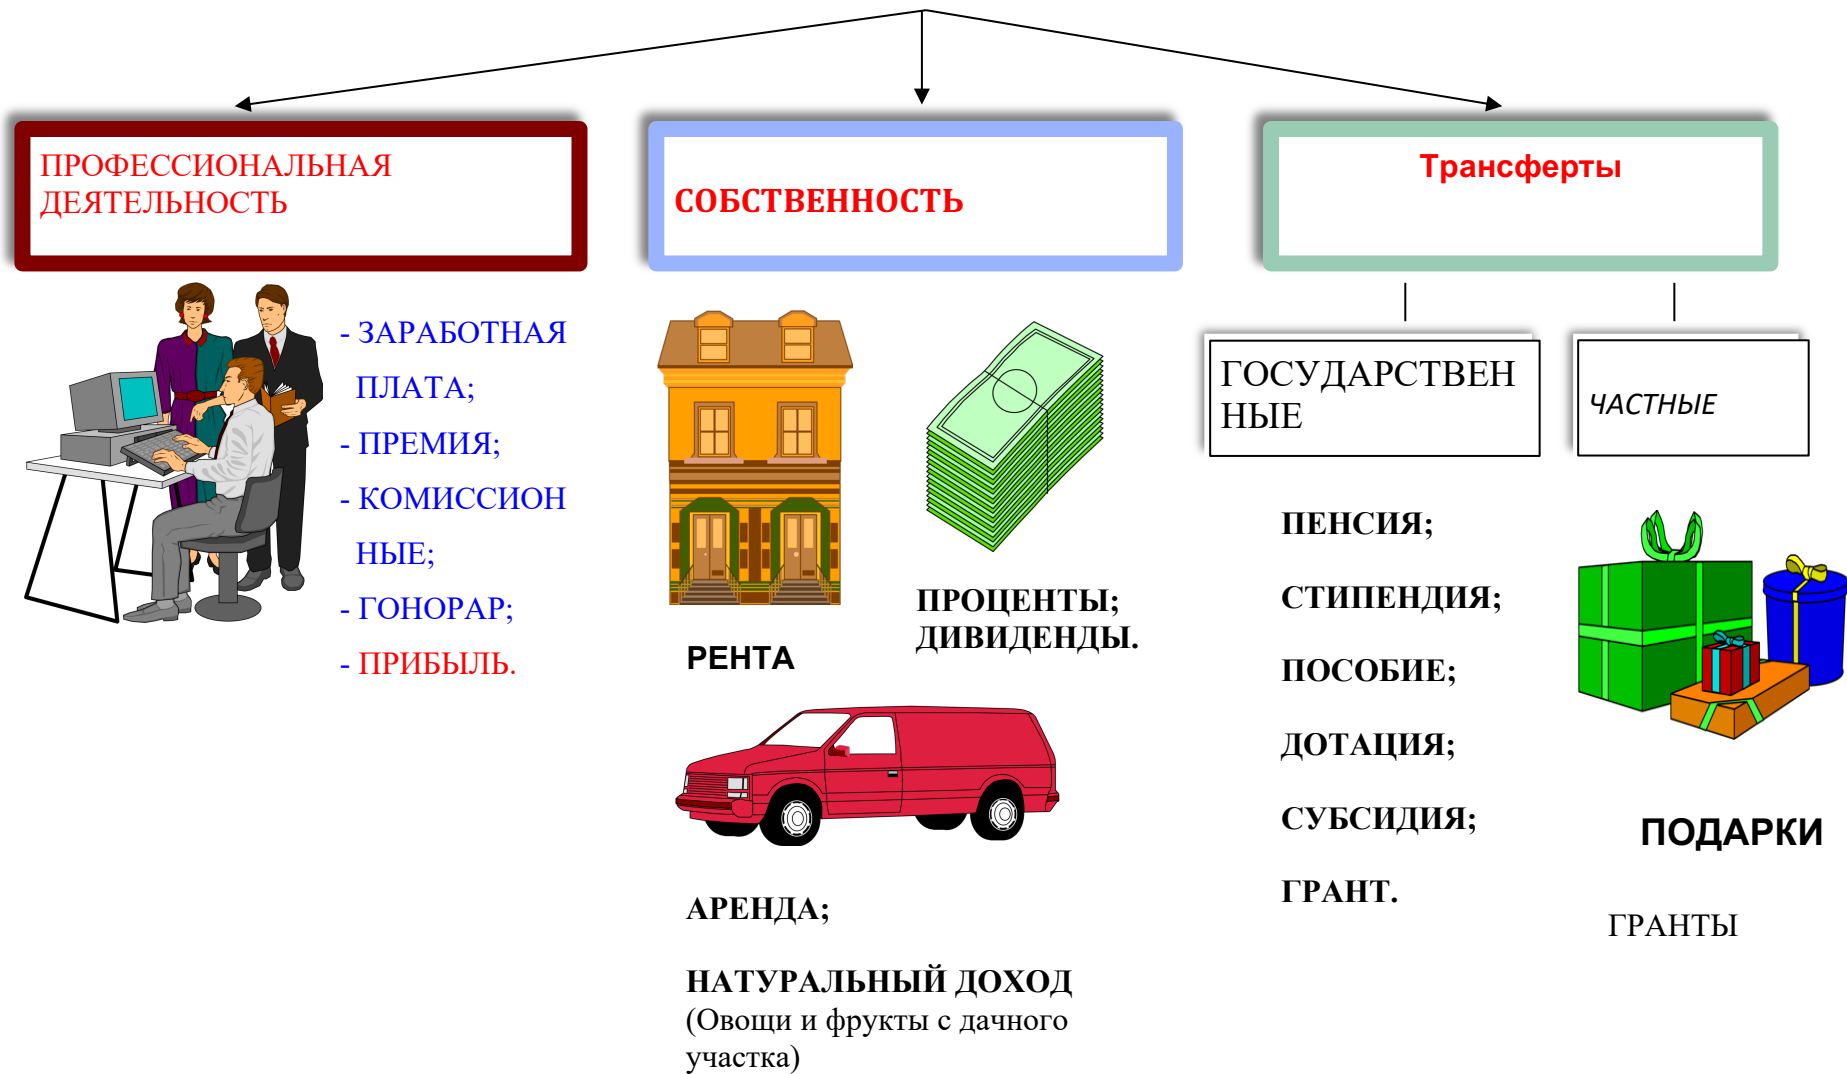 ПРОФЕССИОНАЛЬНАЯ
ДЕЯТЕЛЬНОСТЬ
- ЗАРАБОТНАЯ
ПЛАТА;
- ПРЕМИЯ;
- КОМИССИОН
НЫЕ;
- ГОНОРАР;
- ПРИБЫЛЬ.
СОБСТВЕННОСТЬ
РЕНТА
ПРОЦЕНТЫ;
ДИВИДЕНДЫ.
АРЕНДА;
НАТУРАЛЬНЫЙ ДОХОД
(Овощи и фрукты с дачного
участка)
Трансферты
ГОСУДАРСТВЕН
НЫЕ
ПЕНСИЯ;
СТИПЕНДИЯ;
ПОСОБИЕ;
ДОТАЦИЯ;
СУБСИДИЯ;
ГРАНТ.
ЧАСТНЫЕ
ПОДАРКИ
ГРАНТЫ